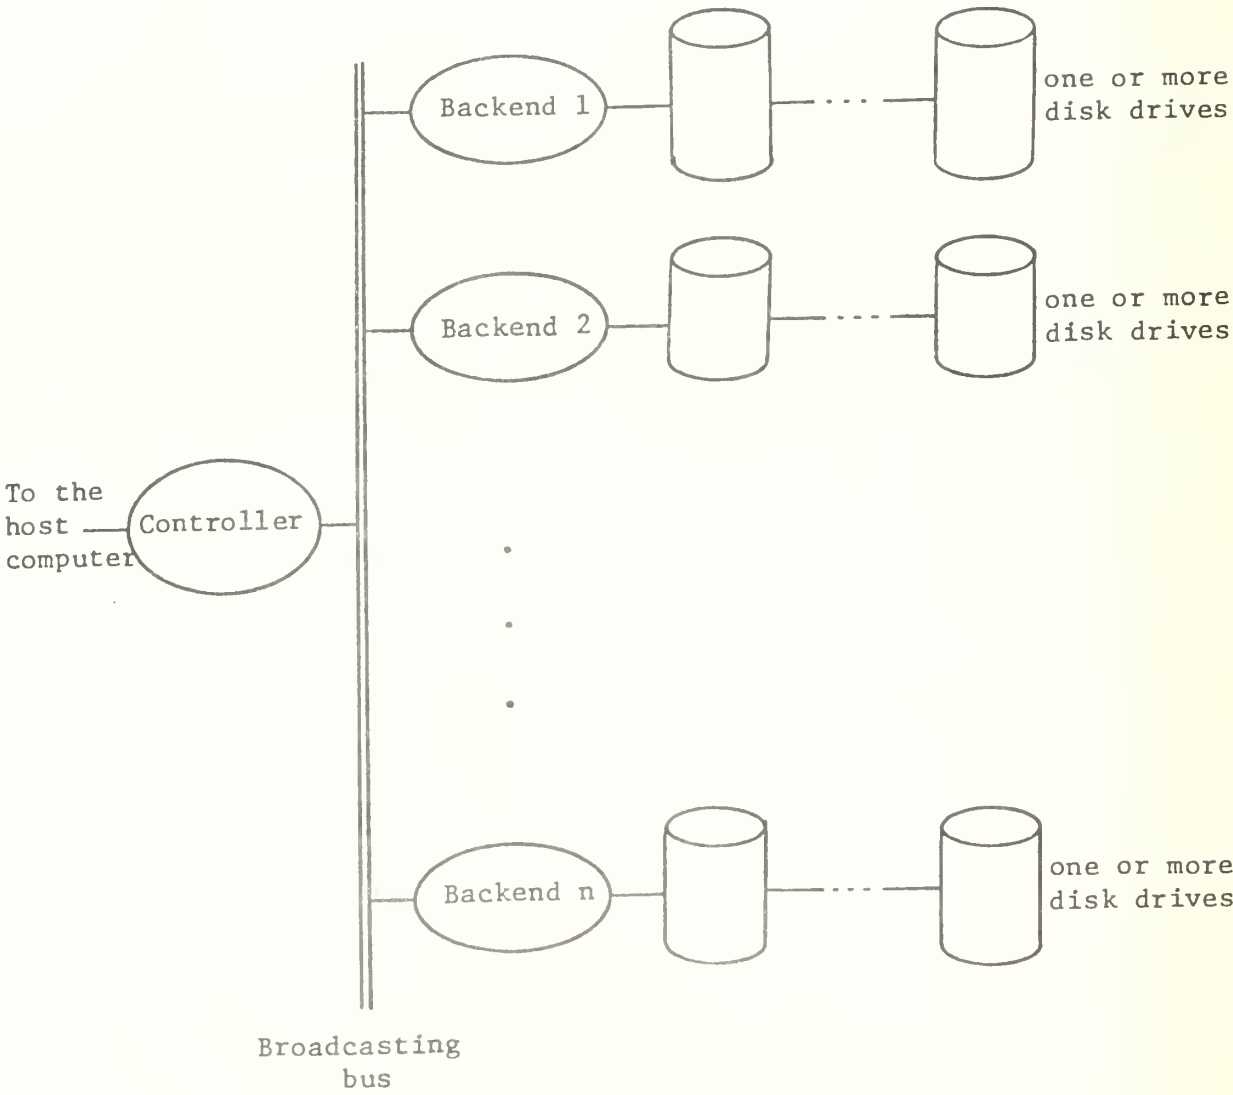 Backend 1
one or more
disk drives
Backend 2
one or more
disk drives
To the
host
computer
Controller
Backend n
one or more
disk drives
Broadcasting
bus